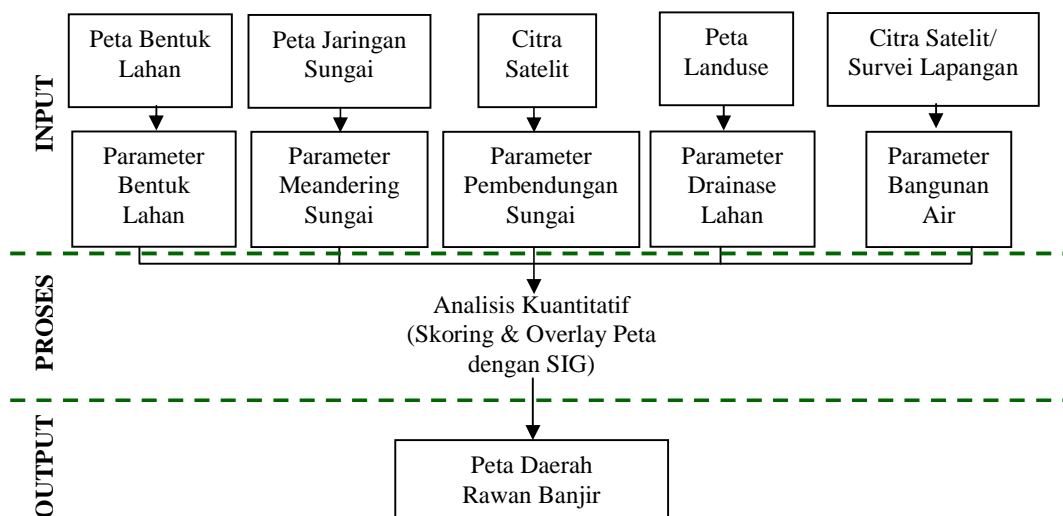 INPUT
Peta Bentuk
Lahan
Peta Jaringan
Sungai
Citra
Satelit
Peta
Landuse
Citra Satelit/
Survei Lapangan
Parameter
Bentuk
Lahan
Parameter
Meandering
Sungai
Parameter
Pembendungan
Sungai
Parameter
Drainase
Lahan
Parameter
Bangunan
Air
PROSES
Analisis Kuantitatif
(Skoring & Overlay Peta
dengan SIG)
OUTPUT
Peta Daerah
Rawan Banjir